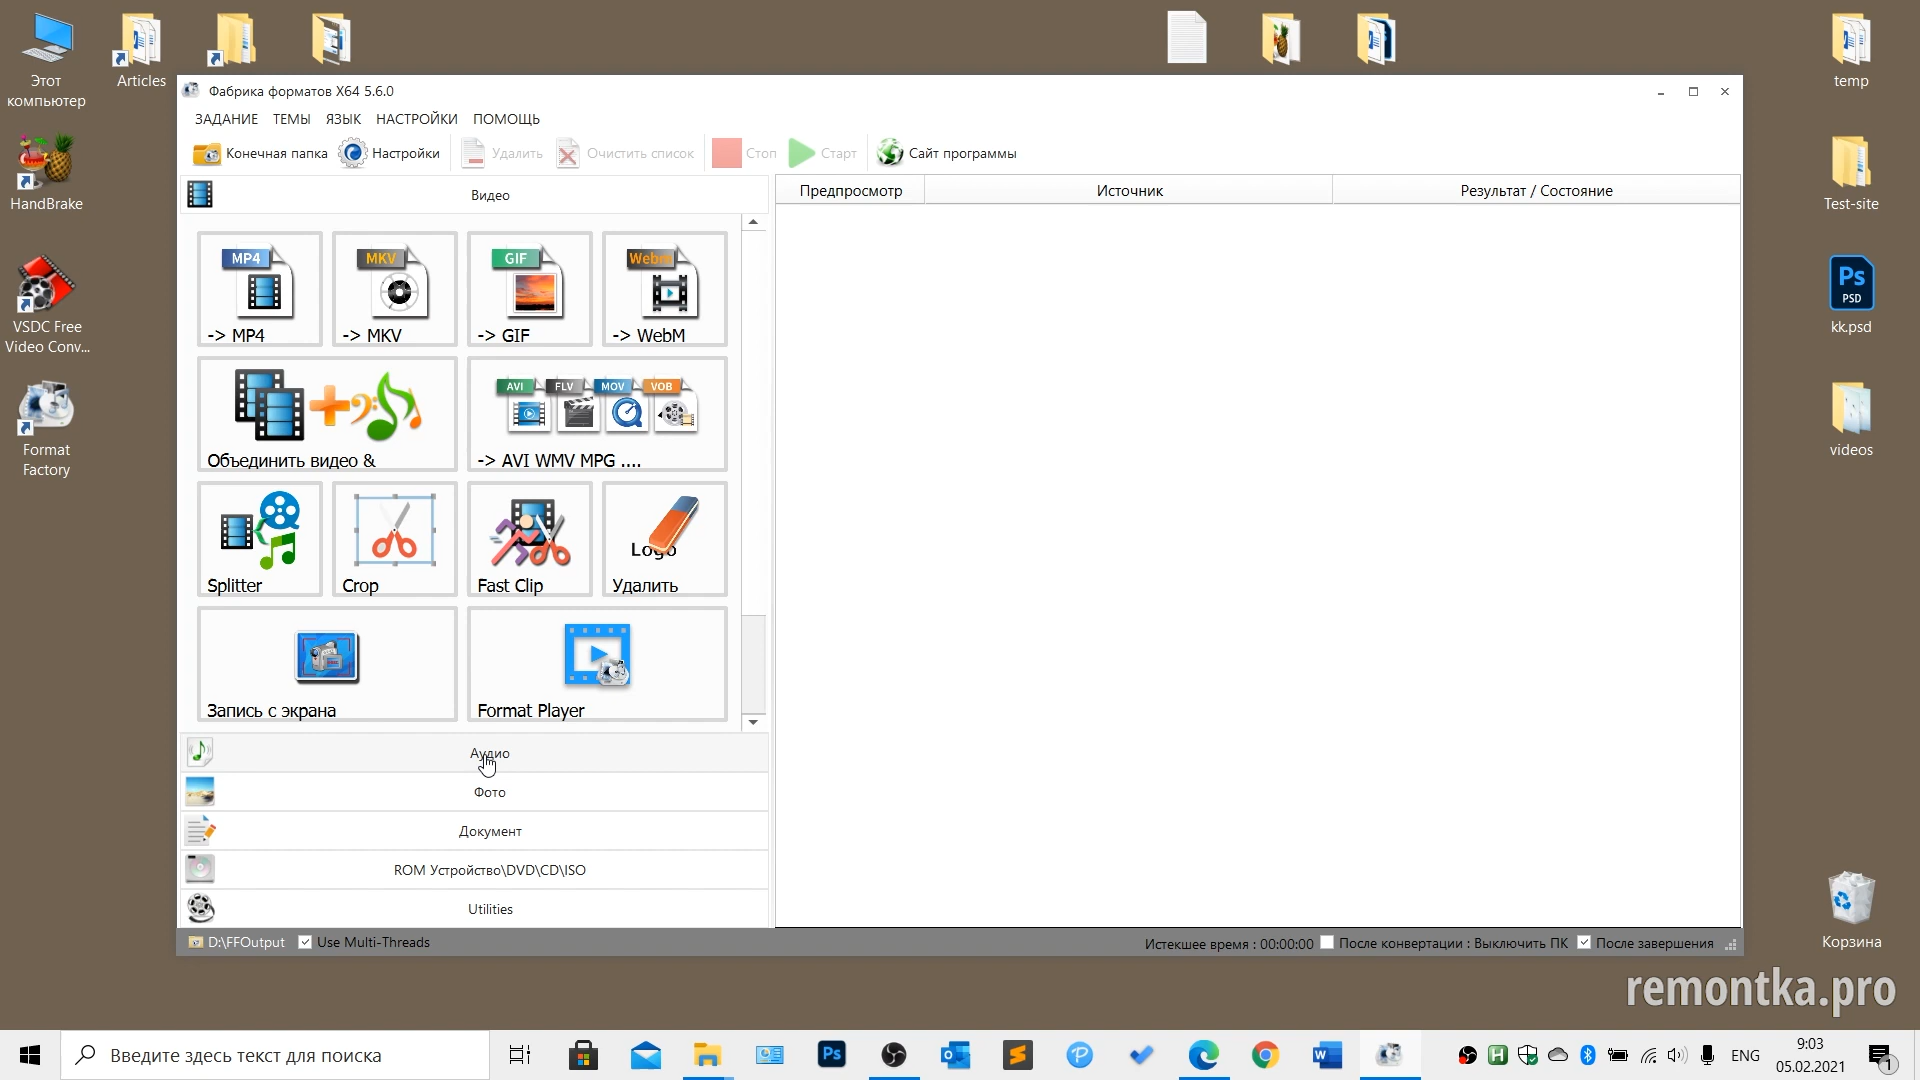 Этот
компьютер
Articles
temp
HandBrake
Test-site
VSDC Free
Video Conv...
Ps
PSD
kk.psd
Format
Factory
videos
Корзина
Фабрика форматов X64 5.6.0
ЗАДАНИЕ ТЕМЫ ЯЗЫК НАСТРОЙКИ ПОМОЩЬ
Конечная папка Настройки Удалить Очистить список Стоп Старт Сайт программы
Видео
Предпросмотр Источник Результат / Состояние
MP4 MKV GIF Webm
-> MP4 -> MKV -> GIF -> WebM
AVI FLV MOV VOB
Объединить видео & -> AVI WMV MPG ....
Logo
Splitter Crop Fast Clip Удалить
Запись с экрана Format Player
Аудио
Фото
Документ
ROM Устройство\DVD\CD\ISO
Utilities
D:\FFOutput Use Multi-Threads Истекшее время : 00:00:00 После конвертации : Выключить ПК После завершения
remontka.pro
Введите здесь текст для поиска
Ps
H
ENG
9:03
05.02.2021
1